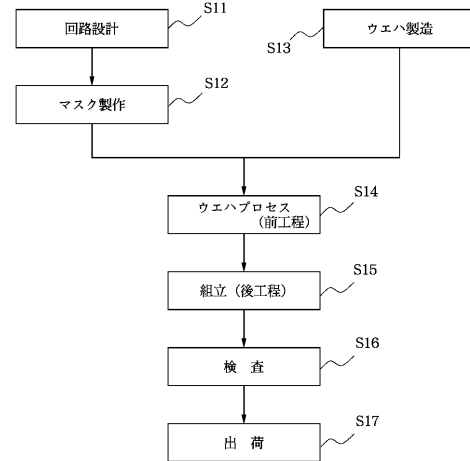 S11
回路設計
S13
ウエハ製造
S12
マスク製作
S14
ウエハプロセス
(前工程)
S15
組立(後工程)
S16
検 査
S17
出 荷